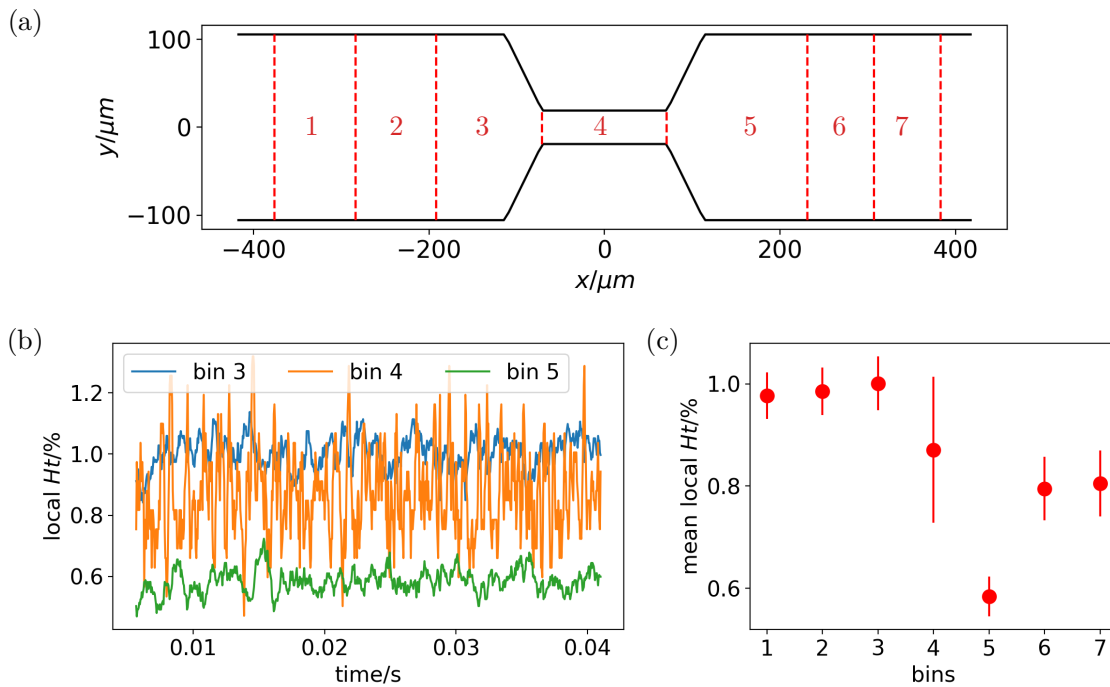 (a)
100
0
−100
y/μm
1 2 3 4 5 6 7
−400 −200 0 200 400
x/μm
(b)
bin 3 bin 4 bin 5
1.2
1.0
0.8
0.6
local Ht/%
0.01 0.02 0.03 0.04
time/s
(c)
1.0
0.8
0.6
mean local Ht/%
1 2 3 4 5 6 7
bins